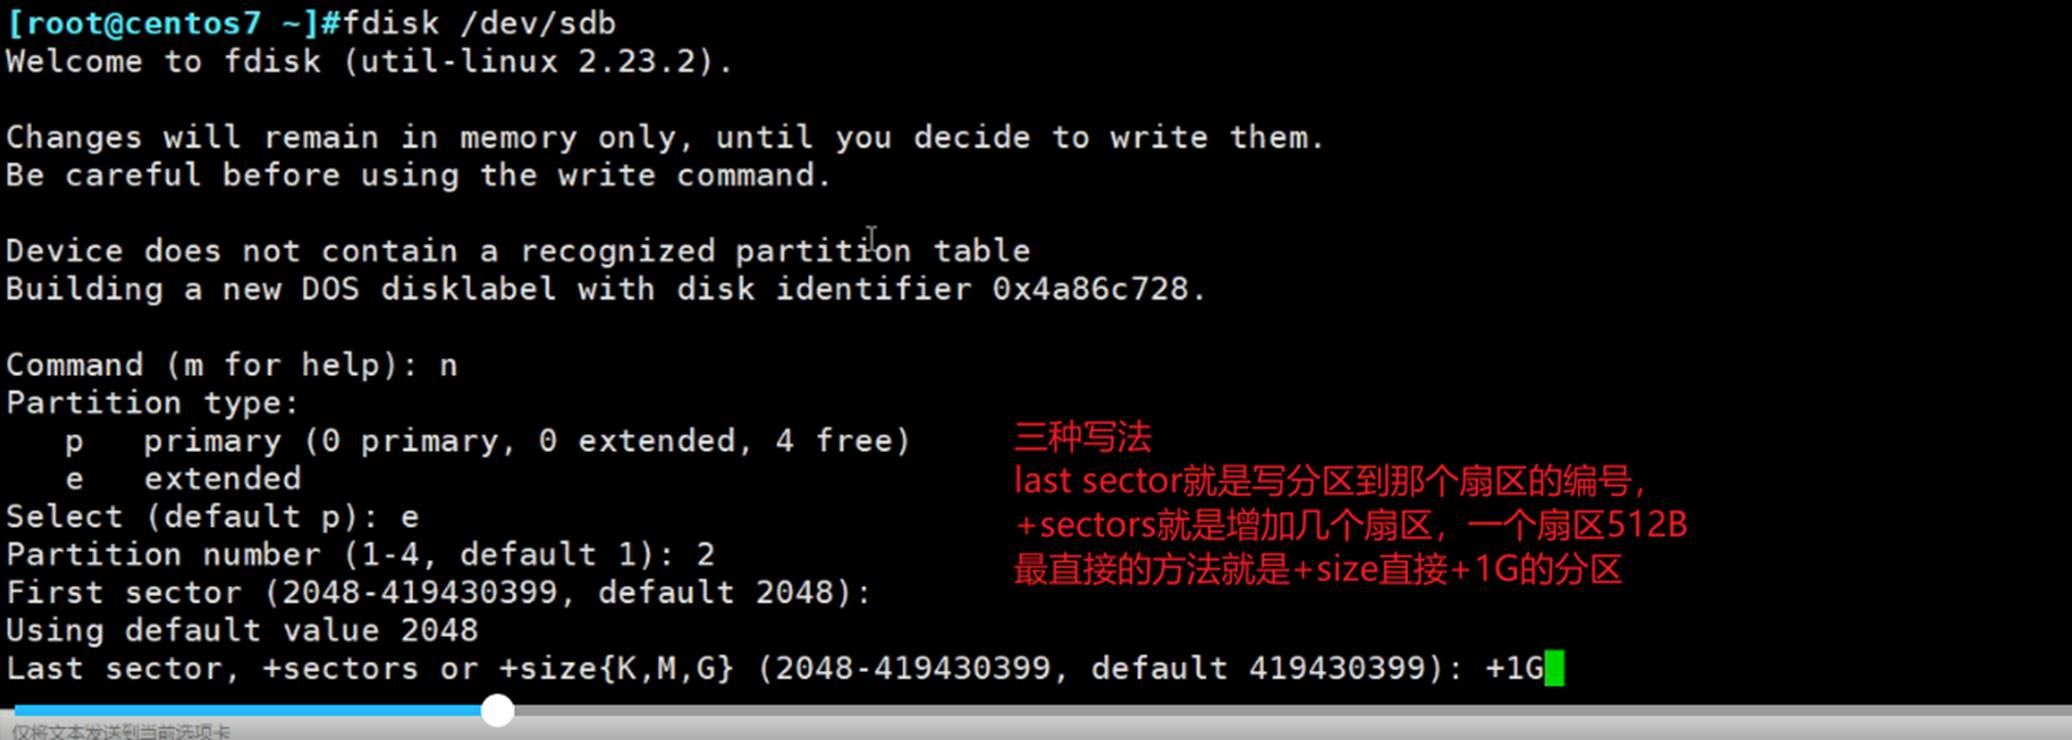 [root@centos7 ~]#fdisk /dev/sdb
Welcome to fdisk (util-linux 2.23.2).
Changes will remain in memory only, until you decide to write them.
Be careful before using the write command.
Device does not contain a recognized partition table
Building a new DOS disklabel with disk identifier 0x4a86c728.
Command (m for help): n
Partition type:
   p   primary (0 primary, 0 extended, 4 free)
   e   extended
Select (default p): e
Partition number (1-4, default 1): 2
First sector (2048-419430399, default 2048):
Using default value 2048
Last sector, +sectors or +size{K,M,G} (2048-419430399, default 419430399): +1G
三种写法
last sector就是写分区到那个扇区的编号，
+sectors就是增加几个扇区，一个扇区512B
最直接的方法就是+size直接+1G的分区
仅将文本发送到当前选项卡